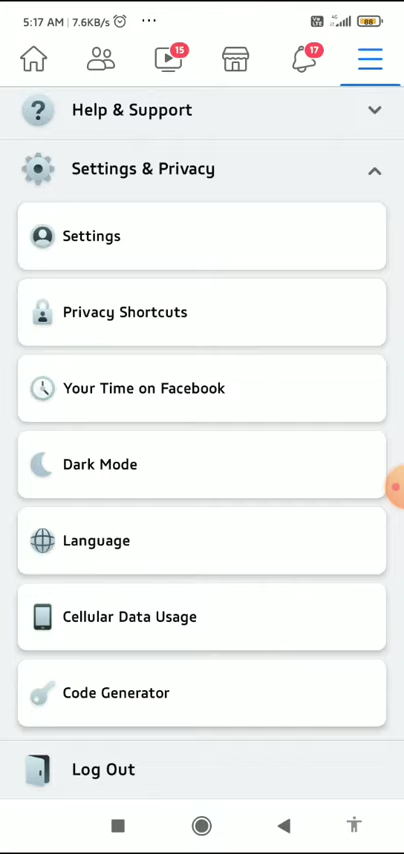 5:17 AM | 7.6KB/s
88
15
17
?
Help & Support
Settings & Privacy
Settings
Privacy Shortcuts
Your Time on Facebook
Dark Mode
Language
Cellular Data Usage
Code Generator
Log Out